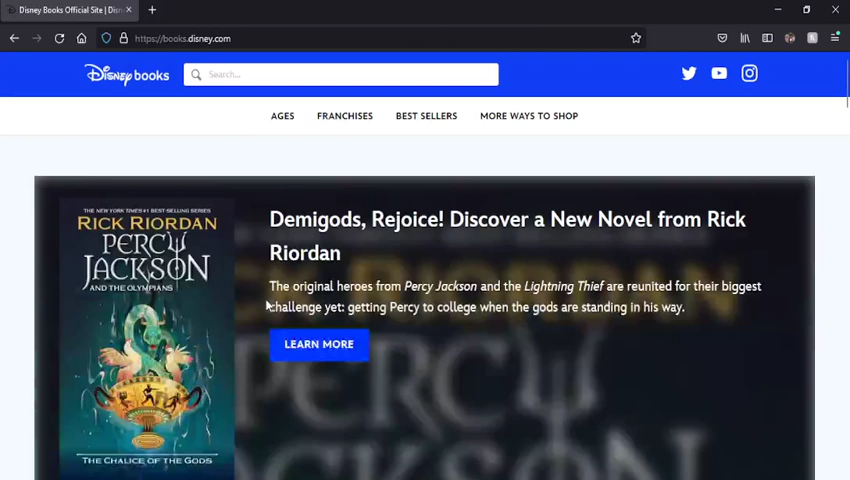 Disney Books Official Site | Disn
https://books.disney.com
Disney books
Search...
AGES
FRANCHISES
BEST SELLERS
MORE WAYS TO SHOP
THE NEW YORK TIMES #1 BEST-SELLING SERIES
RICK RIORDAN
PERCY
JACKSON
AND THE OLYMPIANS
THE CHALICE OF THE GODS
Demigods, Rejoice! Discover a New Novel from Rick
Riordan
The original heroes from Percy Jackson and the Lightning Thief are reunited for their biggest
challenge yet: getting Percy to college when the gods are standing in his way.
LEARN MORE